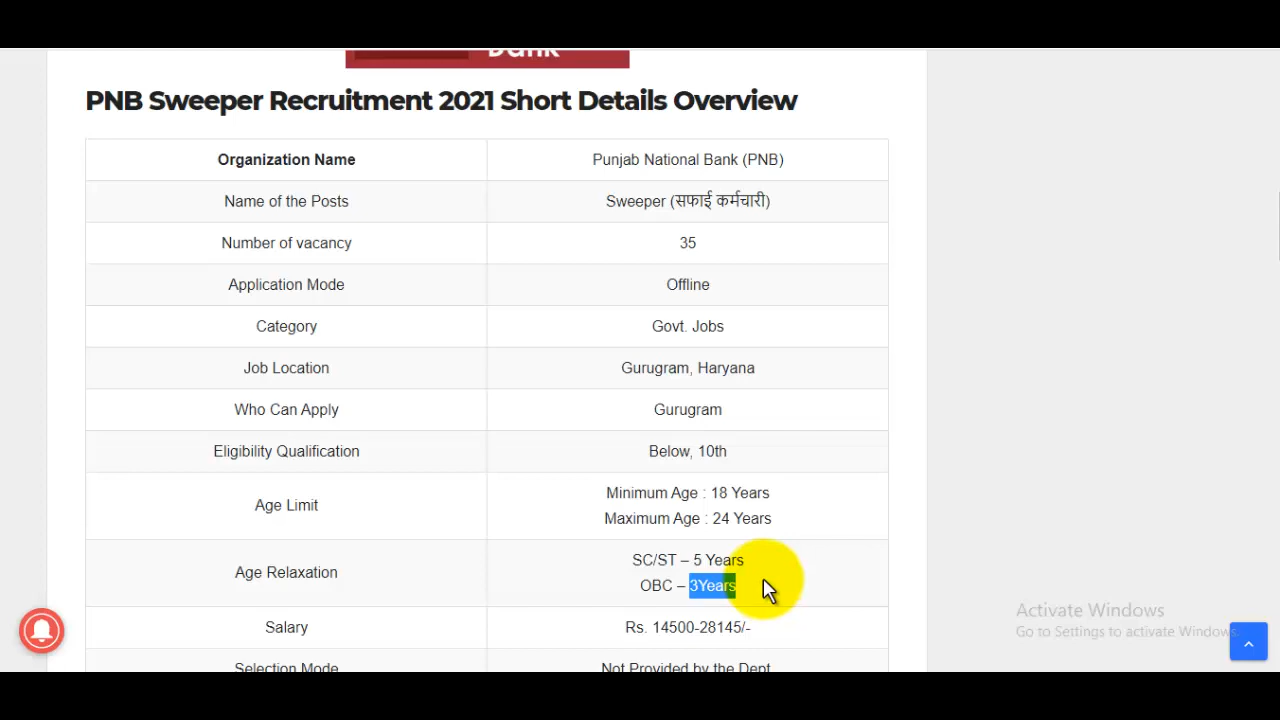 Bank
PNB Sweeper Recruitment 2021 Short Details Overview
Organization Name Punjab National Bank (PNB)
Name of the Posts Sweeper (सफाई कर्मचारी)
Number of vacancy 35
Application Mode Offline
Category Govt. Jobs
Job Location Gurugram, Haryana
Who Can Apply Gurugram
Eligibility Qualification Below, 10th
Age Limit Minimum Age : 18 Years
Maximum Age : 24 Years
Age Relaxation SC/ST – 5 Years
OBC – 3Years
Salary Rs. 14500-28145/-
Selection Mode Not Provided by the Dept
Activate Windows
Go to Settings to activate Windows.